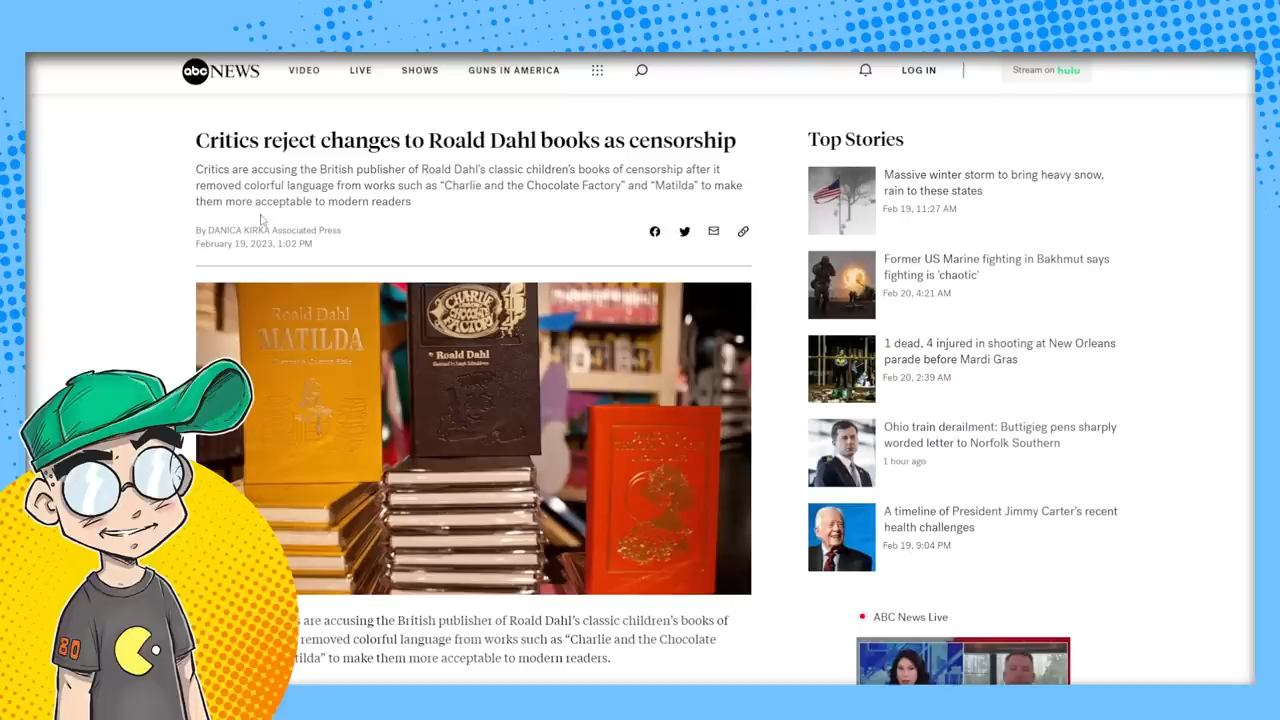 abc NEWS VIDEO LIVE SHOWS GUNS IN AMERICA LOG IN Stream on hulu
Critics reject changes to Roald Dahl books as censorship
Critics are accusing the British publisher of Roald Dahl's classic children's books of censorship after it
removed colorful language from works such as “Charlie and the Chocolate Factory” and “Matilda” to make
them more acceptable to modern readers
By DANICA KIRKA Associated Press
February 19, 2023, 1:02 PM
Roald Dahl
MATILDA
CHARLIE
CHOCOLATE
FACTORY
Roald Dahl
are accusing the British publisher of Roald Dahl’s classic children’s books of
removed colorful language from works such as “Charlie and the Chocolate
tilda” to make them more acceptable to modern readers.
80
Top Stories
Massive winter storm to bring heavy snow,
rain to these states
Feb 19, 11:27 AM
Former US Marine fighting in Bakhmut says
fighting is 'chaotic'
Feb 20, 4:21 AM
1 dead, 4 injured in shooting at New Orleans
parade before Mardi Gras
Feb 20, 2:39 AM
Ohio train derailment: Buttigieg pens sharply
worded letter to Norfolk Southern
1 hour ago
A timeline of President Jimmy Carter's recent
health challenges
Feb 19, 9:04 PM
ABC News Live